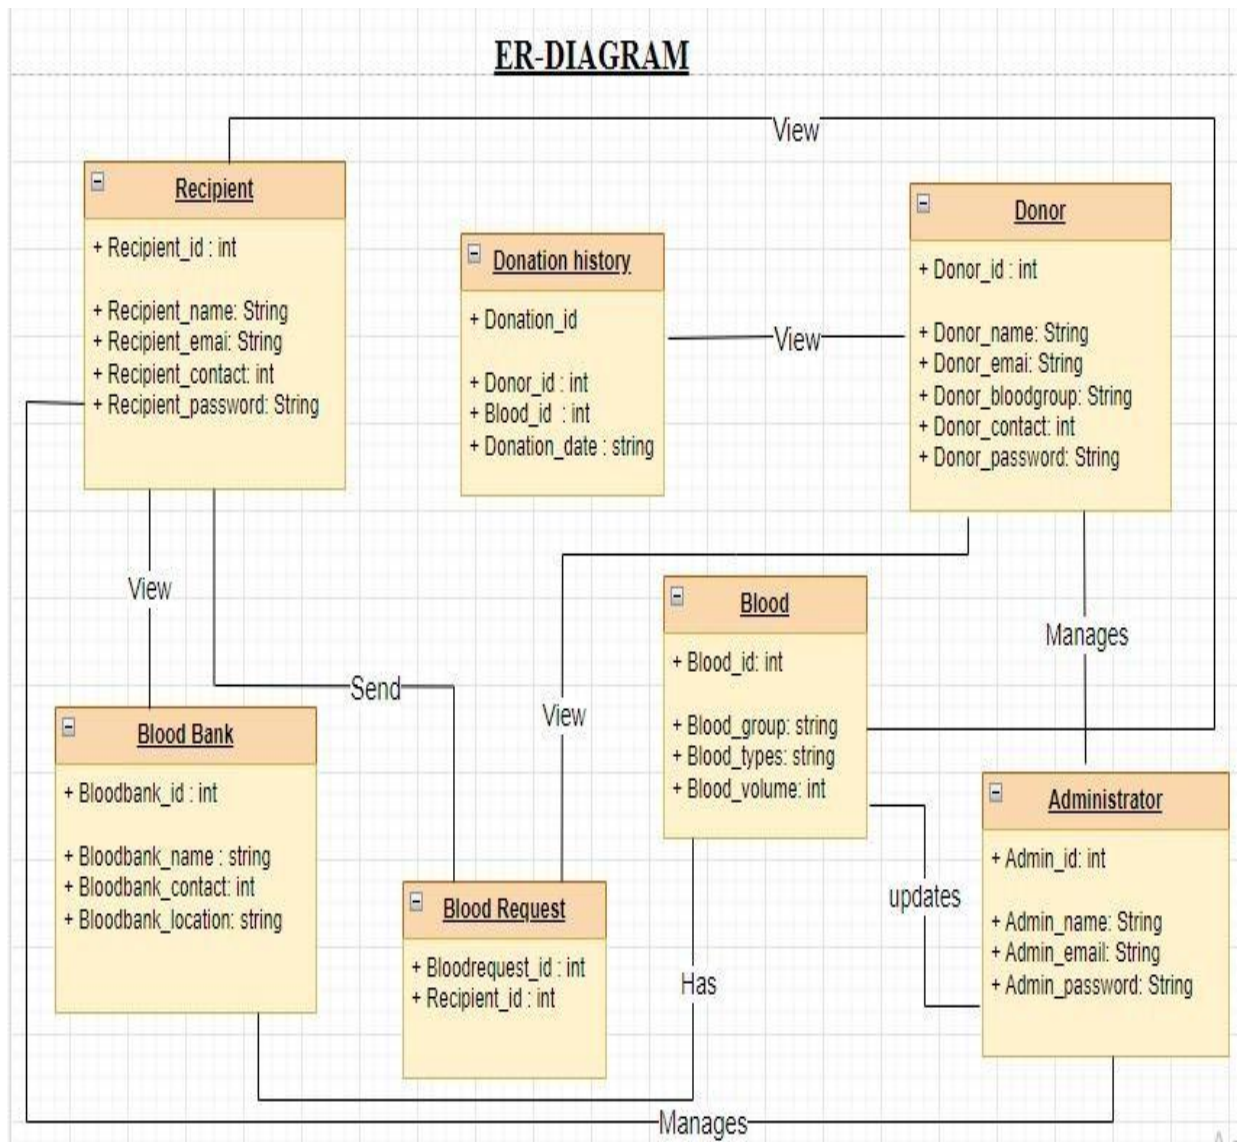 ER-DIAGRAM
View
Recipient
+ Recipient_id : int
+ Recipient_name: String
+ Recipient_emai: String
+ Recipient_contact: int
+ Recipient_password: String
Donation history
+ Donation_id
+ Donor_id : int
+ Blood_id : int
+ Donation_date : string
View
Donor
+ Donor_id : int
+ Donor_name: String
+ Donor_emai: String
+ Donor_bloodgroup: String
+ Donor_contact: int
+ Donor_password: String
View
Send
View
Manages
Blood
+ Blood_id: int
+ Blood_group: string
+ Blood_types: string
+ Blood_volume: int
Blood Bank
+ Bloodbank_id : int
+ Bloodbank_name : string
+ Bloodbank_contact: int
+ Bloodbank_location: string
Blood Request
+ Bloodrequest_id : int
+ Recipient_id : int
Has
updates
Administrator
+ Admin_id: int
+ Admin_name: String
+ Admin_email: String
+ Admin_password: String
Manages